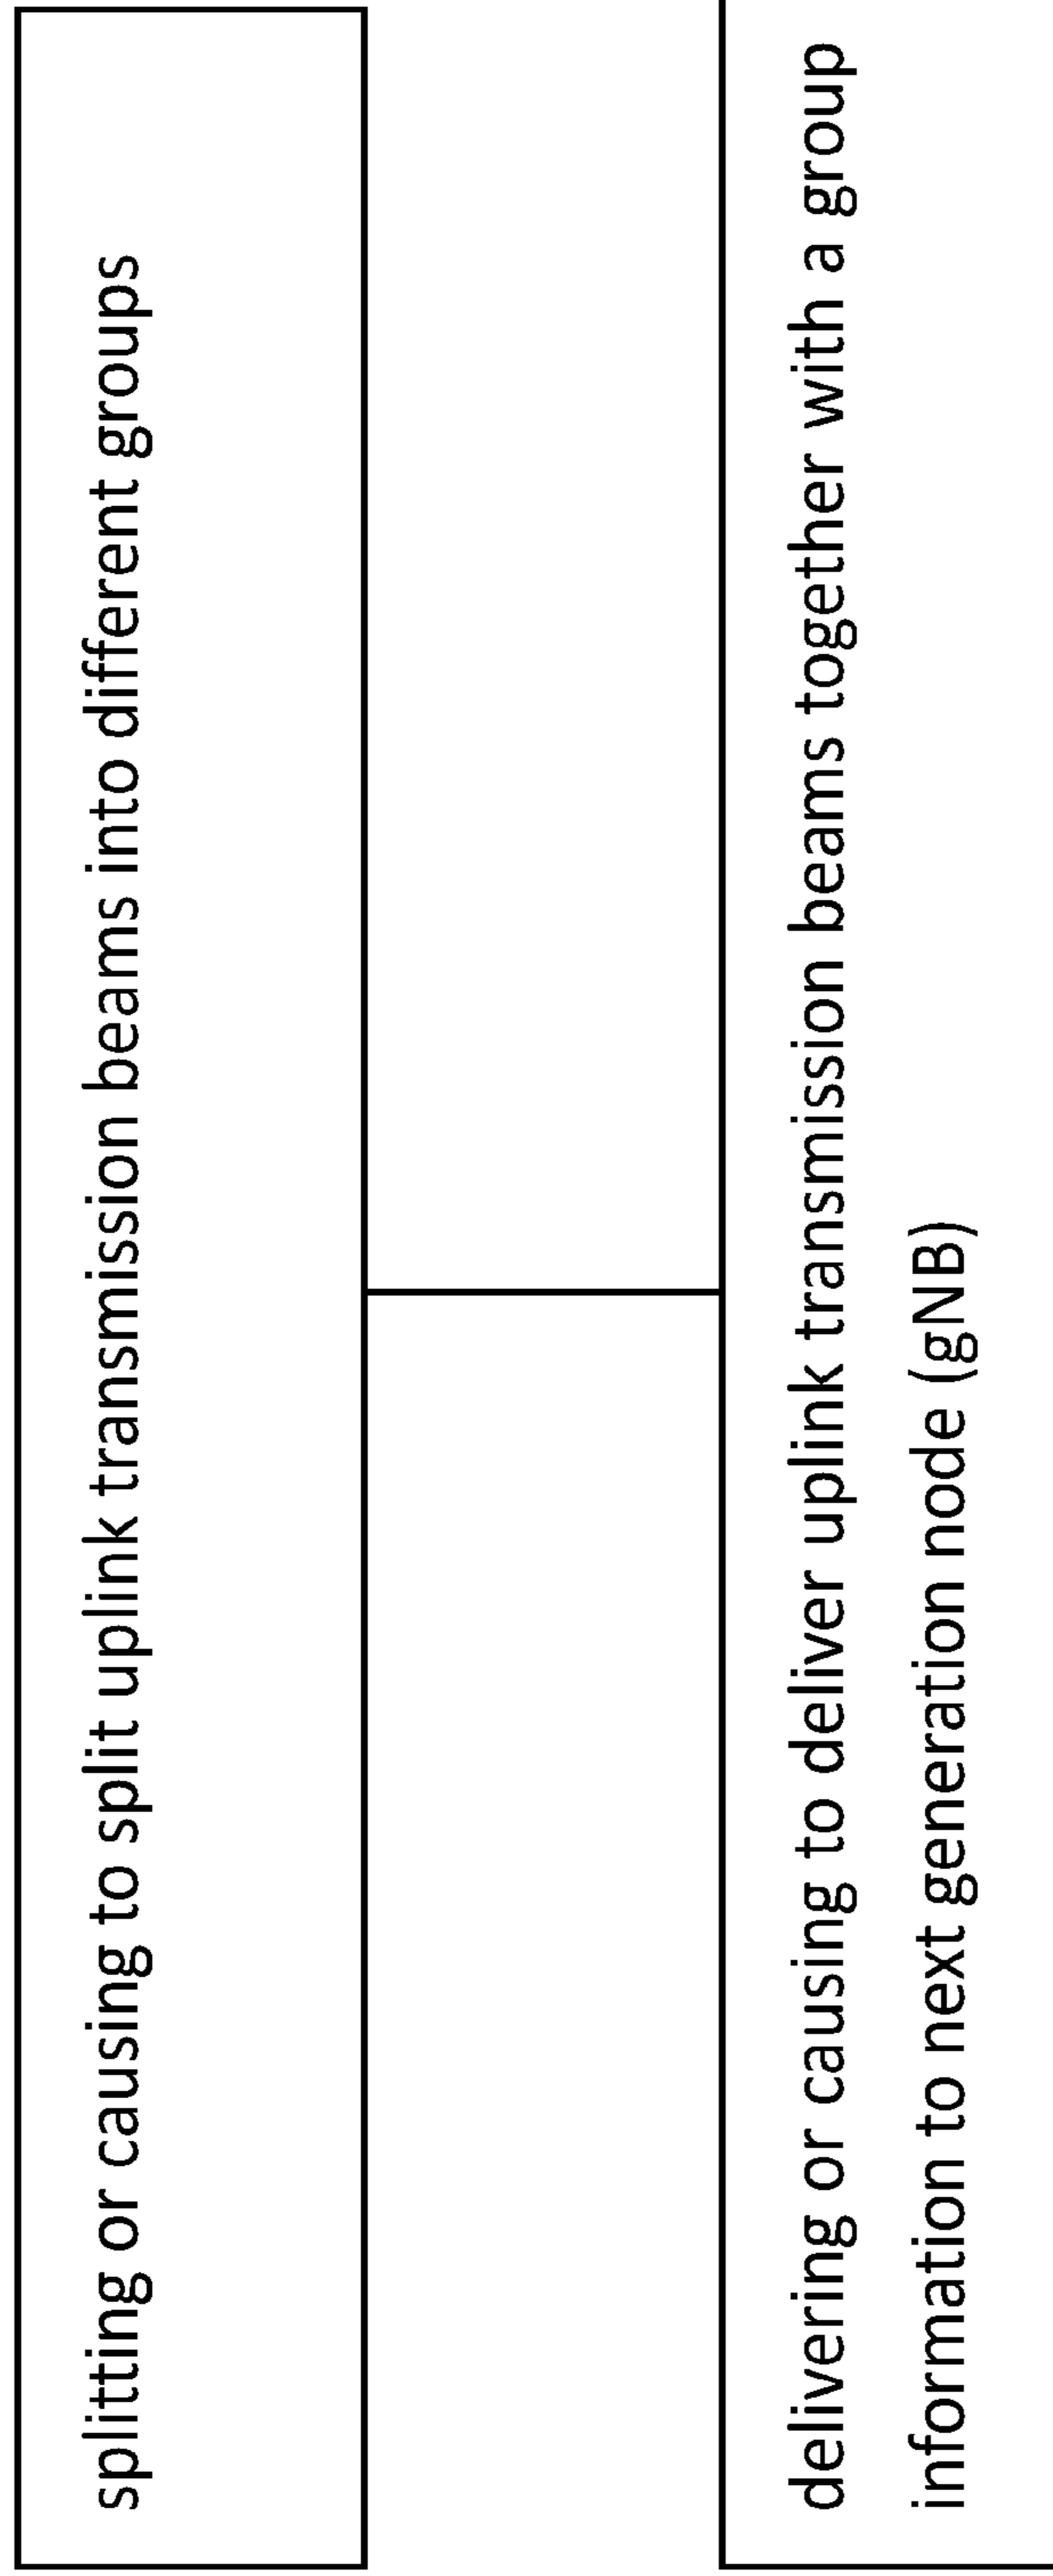 splitting or causing to split uplink transmission beams into different groups
delivering or causing to deliver uplink transmission beams together with a group
information to next generation node (gNB)